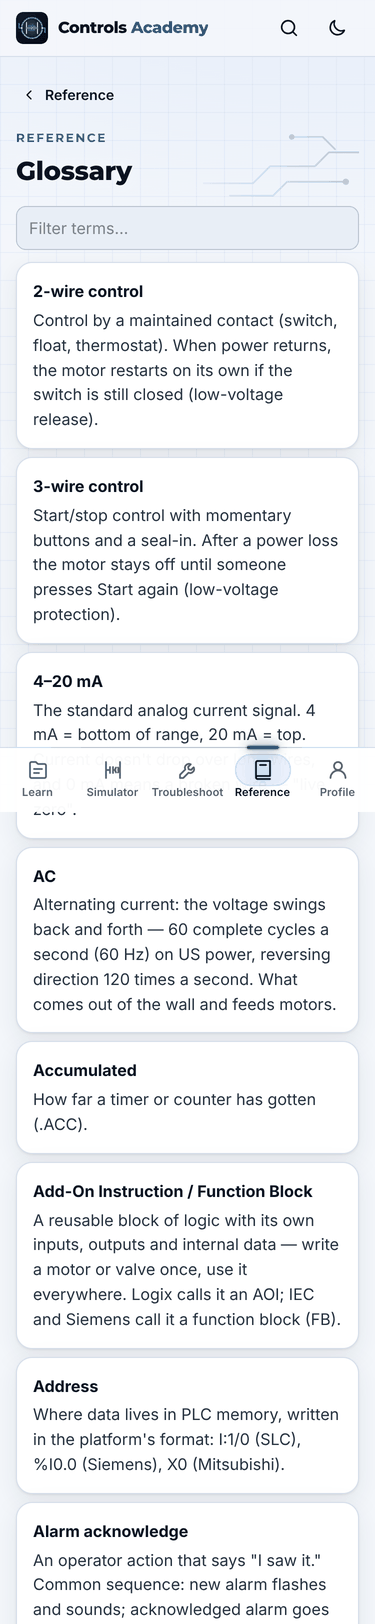 Controls Academy
Reference
REFERENCE
Glossary
Filter terms...
2-wire control
Control by a maintained contact (switch,
float, thermostat). When power returns,
the motor restarts on its own if the
switch is still closed (low-voltage
release).
3-wire control
Start/stop control with momentary
buttons and a seal-in. After a power loss
the motor stays off until someone
presses Start again (low-voltage
protection).
4–20 mA
The standard analog current signal. 4
mA = bottom of range, 20 mA = top.
Learn Simulator Troubleshoot Reference Profile
AC
Alternating current: the voltage swings
back and forth — 60 complete cycles a
second (60 Hz) on US power, reversing
direction 120 times a second. What
comes out of the wall and feeds motors.
Accumulated
How far a timer or counter has gotten
(.ACC).
Add-On Instruction / Function Block
A reusable block of logic with its own
inputs, outputs and internal data — write
a motor or valve once, use it
everywhere. Logix calls it an AOI; IEC
and Siemens call it a function block (FB).
Address
Where data lives in PLC memory, written
in the platform's format: I:1/0 (SLC),
%I0.0 (Siemens), X0 (Mitsubishi).
Alarm acknowledge
An operator action that says "I saw it."
Common sequence: new alarm flashes
and sounds; acknowledged alarm goes